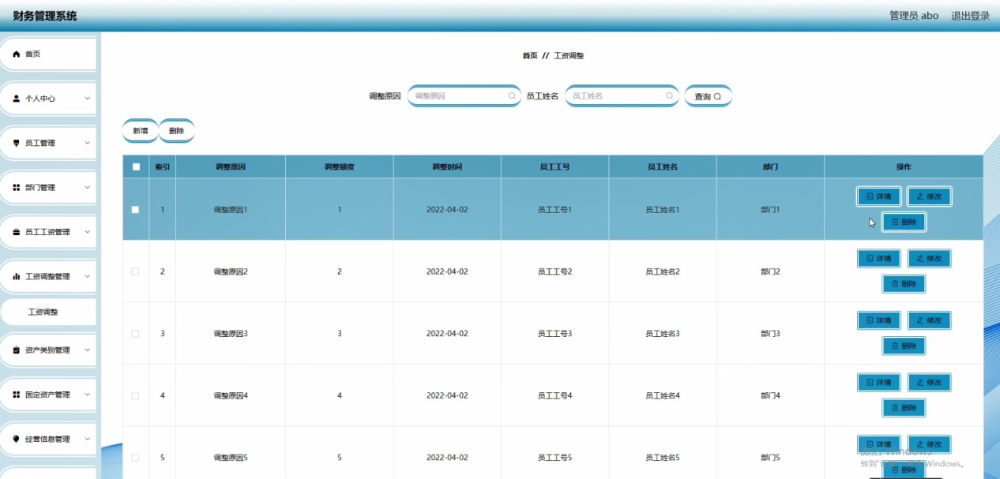 财务管理系统
管理员 abo 退出登录
首页
个人中心
员工管理
部门管理
员工工资管理
工资调整管理
工资调整
资产类别管理
固定资产管理
经营信息管理
首页 // 工资调整
调整原因 调整原因 员工姓名 员工姓名 查询
新增 删除
索引 调整原因 调整额度 调整时间 员工工号 员工姓名 部门 操作
1 调整原因1 1 2022-04-02 员工工号1 员工姓名1 部门1 详情 修改
删除
2 调整原因2 2 2022-04-02 员工工号2 员工姓名2 部门2 详情 修改
删除
3 调整原因3 3 2022-04-02 员工工号3 员工姓名3 部门3 详情 修改
删除
4 调整原因4 4 2022-04-02 员工工号4 员工姓名4 部门4 详情 修改
删除
5 调整原因5 5 2022-04-02 员工工号5 员工姓名5 部门5 详情 修改
删除
激活 Windows
转到 Windows。